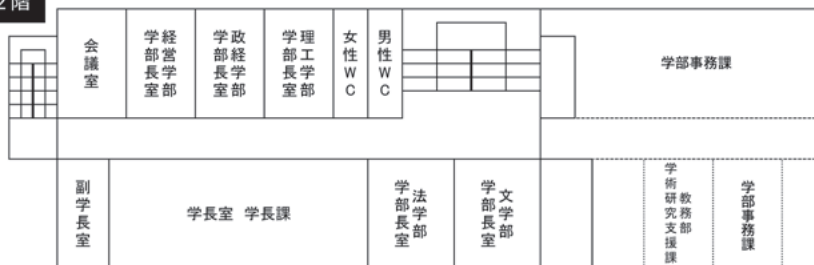 2階
会議室
経営学部
学部長室
政経学部
学部長室
理工学部
学部長室
女性WC
男性WC
学部事務課
副学長室
学長室 学長課
法学部
学部長室
文学部
学部長室
教務部
学術研究支援課
学部事務課